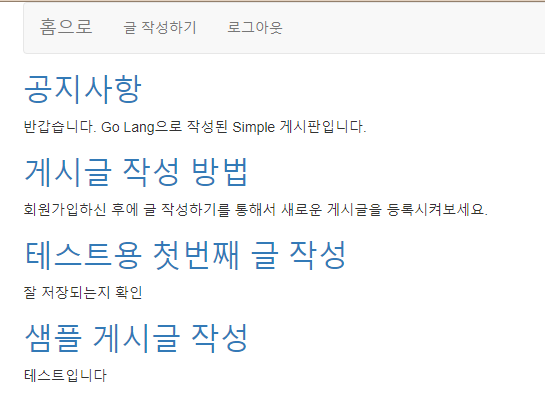 홈으로 글 작성하기 로그아웃
공지사항
반갑습니다. Go Lang으로 작성된 Simple 게시판입니다.
게시글 작성 방법
회원가입하신 후에 글 작성하기를 통해서 새로운 게시글을 등록시켜보세요.
테스트용 첫번째 글 작성
잘 저장되는지 확인
샘플 게시글 작성
테스트입니다